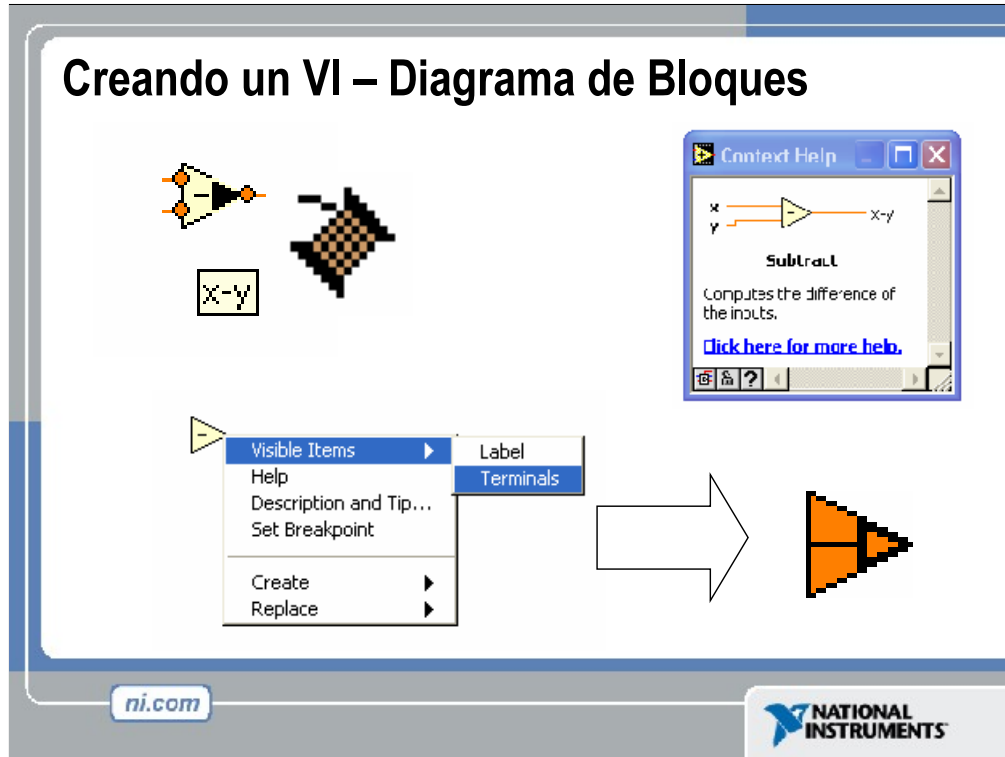 Creando un VI – Diagrama de Bloques
x-y
Context Help
x
y
x-y
Subtract
Computes the difference of
the inputs.
Click here for more help.
?
Visible Items
Help
Description and Tip...
Set Breakpoint
Create
Replace
Label
Terminals
ni.com
NATIONAL
INSTRUMENTS